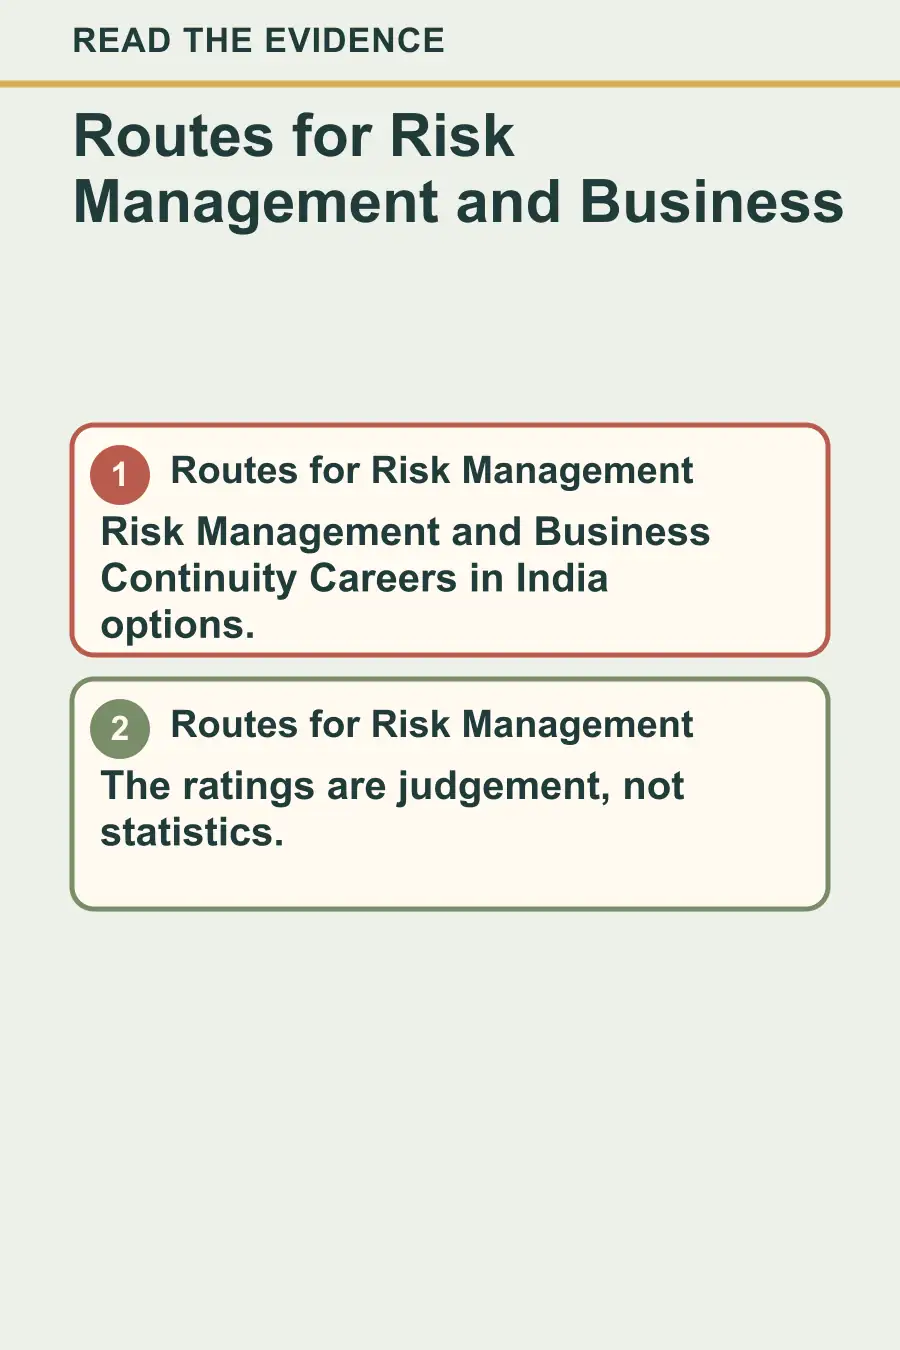 READ THE EVIDENCE
Routes for Risk
Management and Business
1 Routes for Risk Management
Risk Management and Business
Continuity Careers in India
options.
2 Routes for Risk Management
The ratings are judgement, not
statistics.